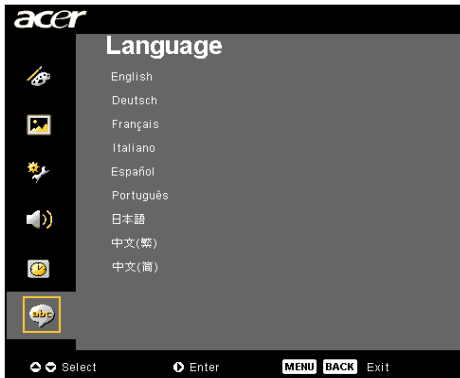 acer
Language
English
Deutsch
Français
Italiano
Español
Português
日本語
中文(繁)
中文(简)
abc
Select Enter MENU BACK Exit